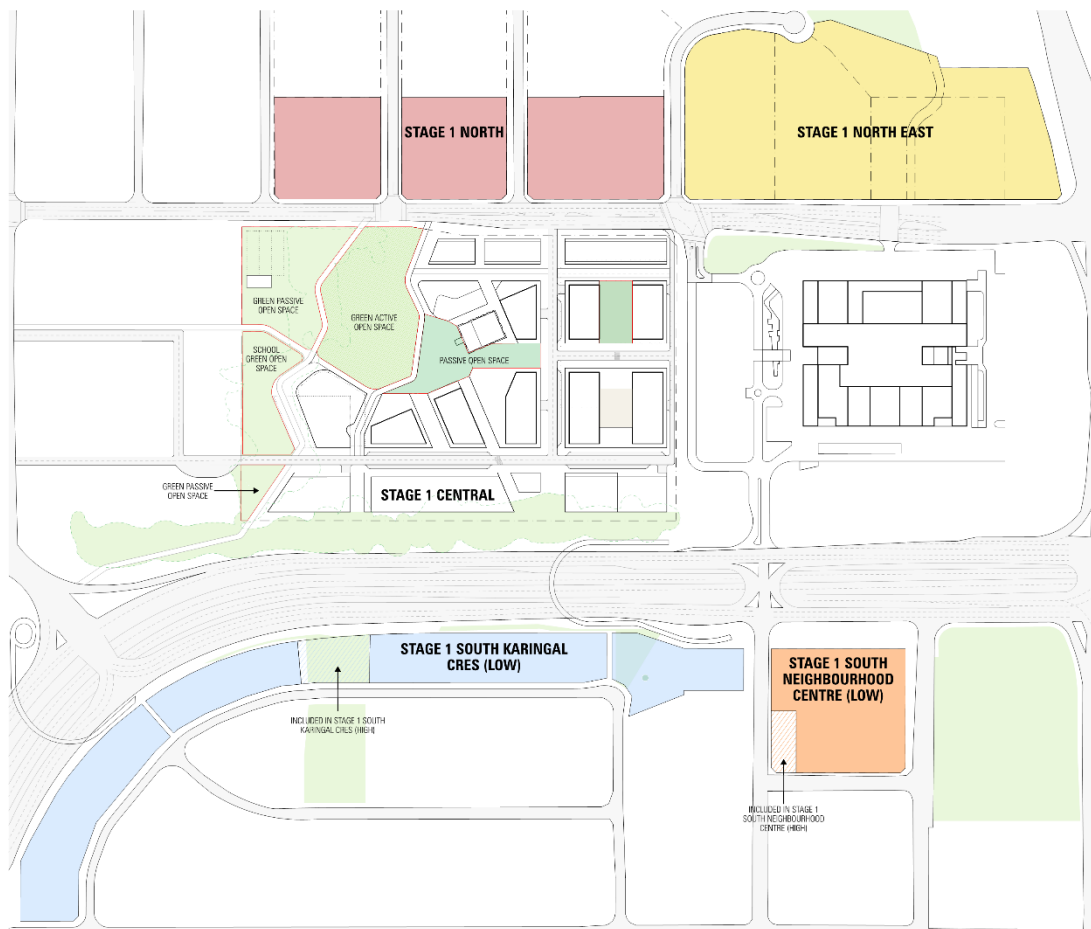 STAGE 1 NORTH
STAGE 1 NORTH EAST
GREEN PASSIVE
OPEN SPACE
GREEN ACTIVE
OPEN SPACE
SCHOOL
GREEN OPEN
SPACE
PASSIVE OPEN SPACE
GREEN PASSIVE
OPEN SPACE
STAGE 1 CENTRAL
STAGE 1 SOUTH KARINGAL
CRES (LOW)
STAGE 1 SOUTH
NEIGHBOURHOOD
CENTRE (LOW)
INCLUDED IN STAGE 1 SOUTH
KARINGAL CRES (HIGH)
INCLUDED IN STAGE 1
SOUTH NEIGHBOURHOOD
CENTRE (HIGH)